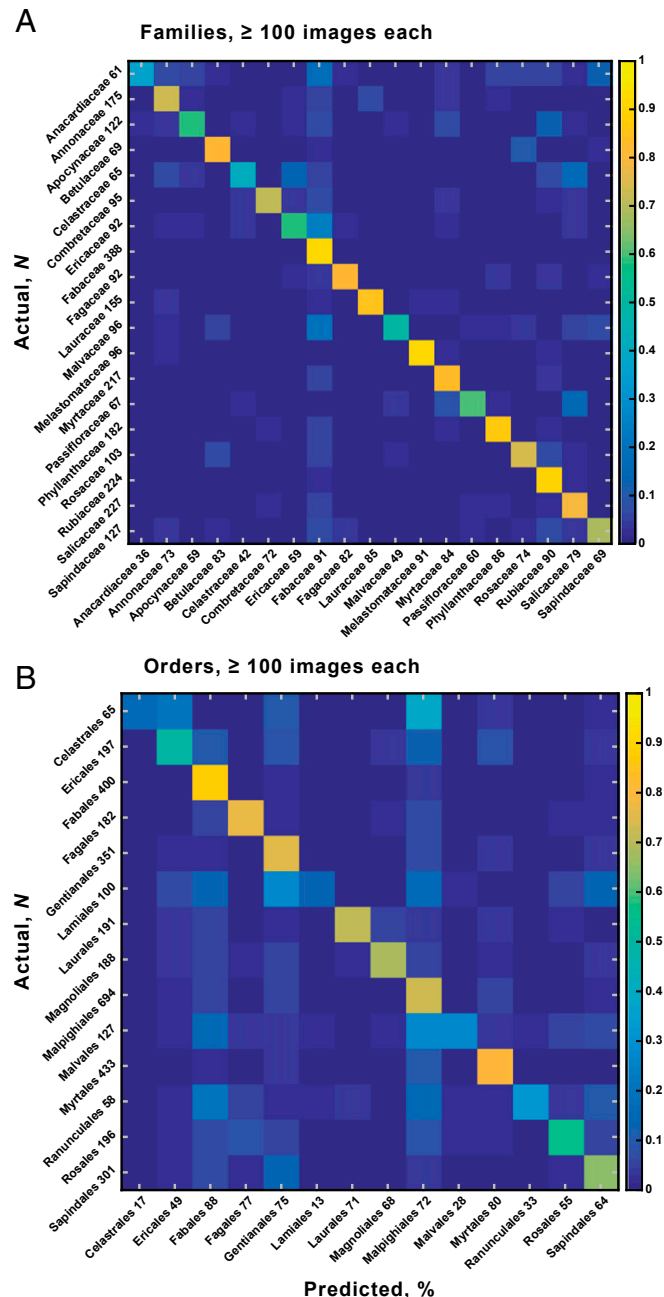 A
Families, ≥ 100 images each
Actual, N
Anacardiaceae 61
Annonaceae 175
Apocynaceae 122
Betulaceae 69
Celastraceae 65
Combretaceae 95
Ericaceae 92
Fabaceae 388
Fagaceae 92
Lauraceae 155
Malvaceae 96
Melastomataceae 96
Myrtaceae 217
Passifloraceae 67
Phyllanthaceae 182
Rosaceae 103
Rubiaceae 224
Salicaceae 227
Sapindaceae 127
Anacardiaceae 36
Annonaceae 73
Apocynaceae 59
Betulaceae 83
Celastraceae 42
Combretaceae 72
Ericaceae 59
Fabaceae 91
Fagaceae 82
Lauraceae 85
Malvaceae 49
Melastomataceae 91
Myrtaceae 84
Passifloraceae 60
Phyllanthaceae 86
Rosaceae 74
Rubiaceae 90
Salicaceae 79
Sapindaceae 69
1
0.9
0.8
0.7
0.6
0.5
0.4
0.3
0.2
0.1
0
B
Orders, ≥ 100 images each
Actual, N
Celastrales 65
Ericales 197
Fabales 400
Fagales 182
Gentianales 351
Lamiales 100
Laurales 191
Magnoliales 188
Malpighiales 694
Malvales 127
Myrtales 433
Ranunculales 58
Rosales 196
Sapindales 301
Celastrales 17
Ericales 49
Fabales 88
Fagales 77
Gentianales 75
Lamiales 13
Laurales 71
Magnoliales 68
Malpighiales 72
Malvales 28
Myrtales 80
Ranunculales 33
Rosales 55
Sapindales 64
1
0.9
0.8
0.7
0.6
0.5
0.4
0.3
0.2
0.1
0
Predicted, %